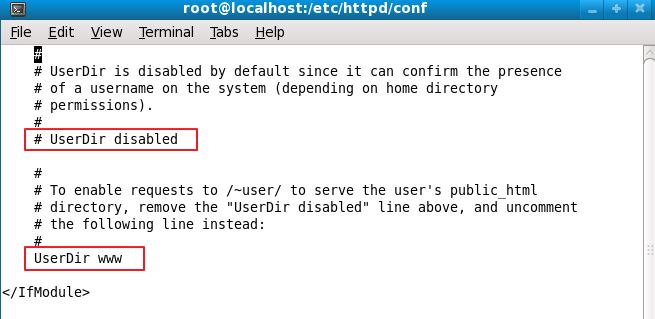 root@localhost:/etc/httpd/conf
File Edit View Terminal Tabs Help
#
# UserDir is disabled by default since it can confirm the presence
# of a username on the system (depending on home directory
# permissions).
#
# UserDir disabled
#
# To enable requests to /~user/ to serve the user's public_html
# directory, remove the "UserDir disabled" line above, and uncomment
# the following line instead:
#
UserDir www
</IfModule>